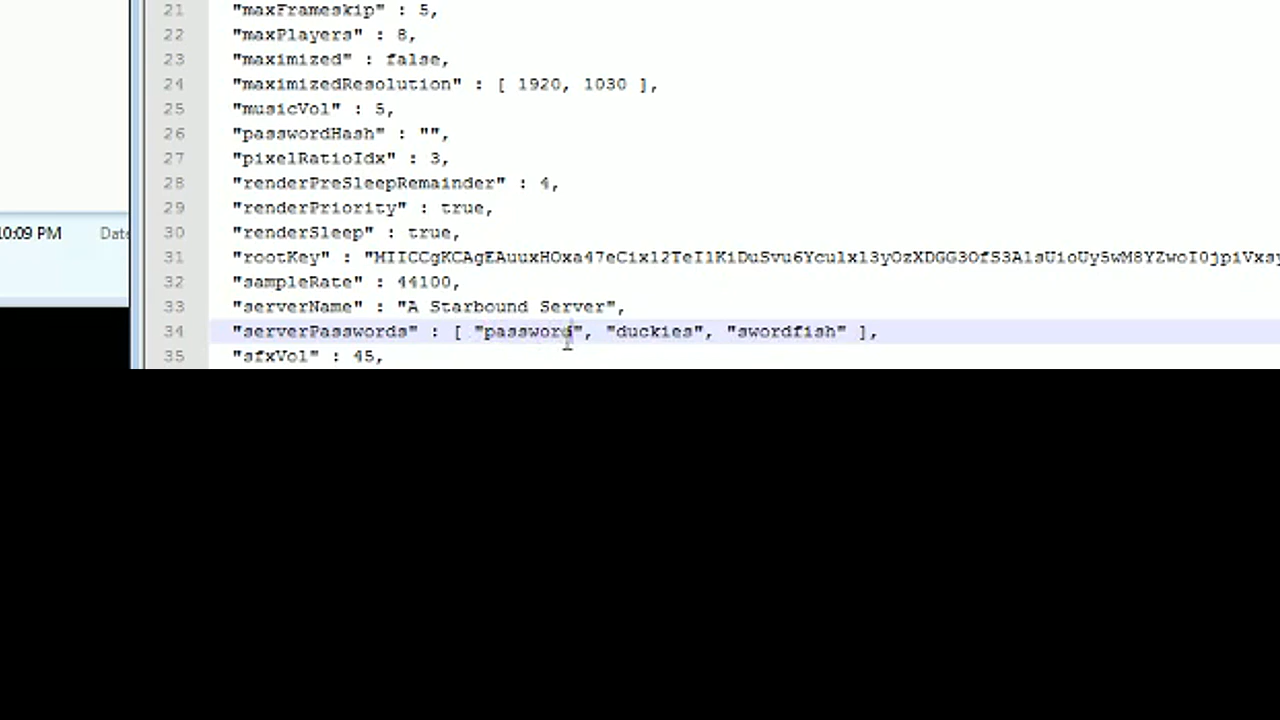 21 "maxFrameskip" : 5,
22 "maxPlayers" : 8,
23 "maximized" : false,
24 "maximizedResolution" : [ 1920, 1030 ],
25 "musicVol" : 5,
26 "passwordHash" : "",
27 "pixelRatioIdx" : 3,
28 "renderPreSleepRemainder" : 4,
29 "renderPriority" : true,
10:09 PM Date
30 "renderSleep" : true,
31 "rootKey" :
32 "sampleRate" : 44100,
33 "serverName" : "A Starbound Server",
34 "serverPasswords" : [ "password", "duckies", "swordfish" ],
35 "sfxVol" : 45,